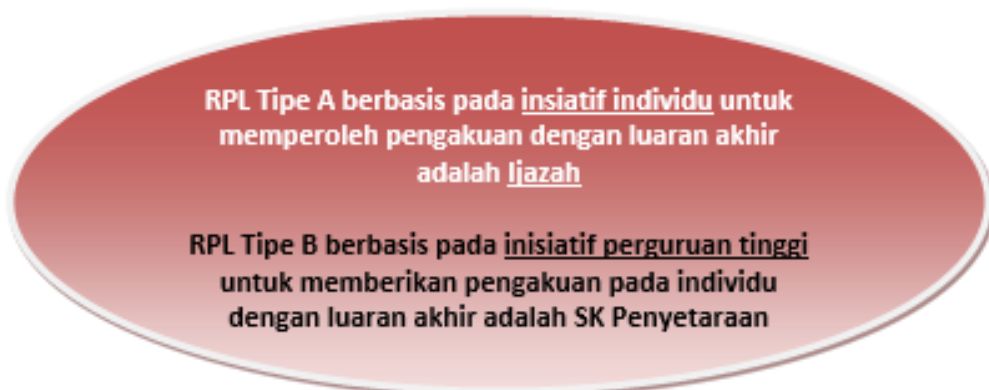 RPL Tipe A berbasis pada insiatif individu untuk
memperoleh pengakuan dengan luaran akhir
adalah Ijazah
RPL Tipe B berbasis pada inisiatif perguruan tinggi
untuk memberikan pengakuan pada individu
dengan luaran akhir adalah SK Penyetaraan